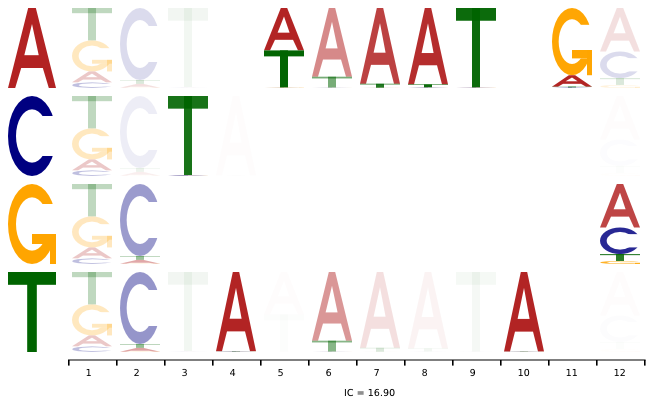 A T C T A A A A T G A
G T A C
A
C T C T A A
G C
A
G T C A
G C
A T
T T C T A A A A A T A A
G T C
A
1 2 3 4 5 6 7 8 9 10 11 12
IC = 16.90